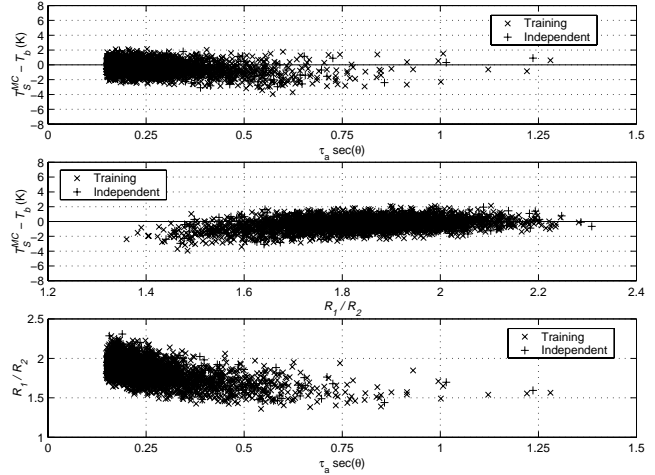 8
6
4
2
0
−2
−4
−6
−8
T_S^MC − T_b (K)
× Training
+ Independent
0 0.25 0.5 0.75 1 1.25 1.5
τ_a sec(θ)
8
6
4
2
0
−2
−4
−6
−8
T_S^MC − T_b (K)
× Training
+ Independent
1.2 1.4 1.6 1.8 2 2.2 2.4
R_1 / R_2
2.5
2
1.5
1
R_1 / R_2
× Training
+ Independent
0 0.25 0.5 0.75 1 1.25 1.5
τ_a sec(θ)